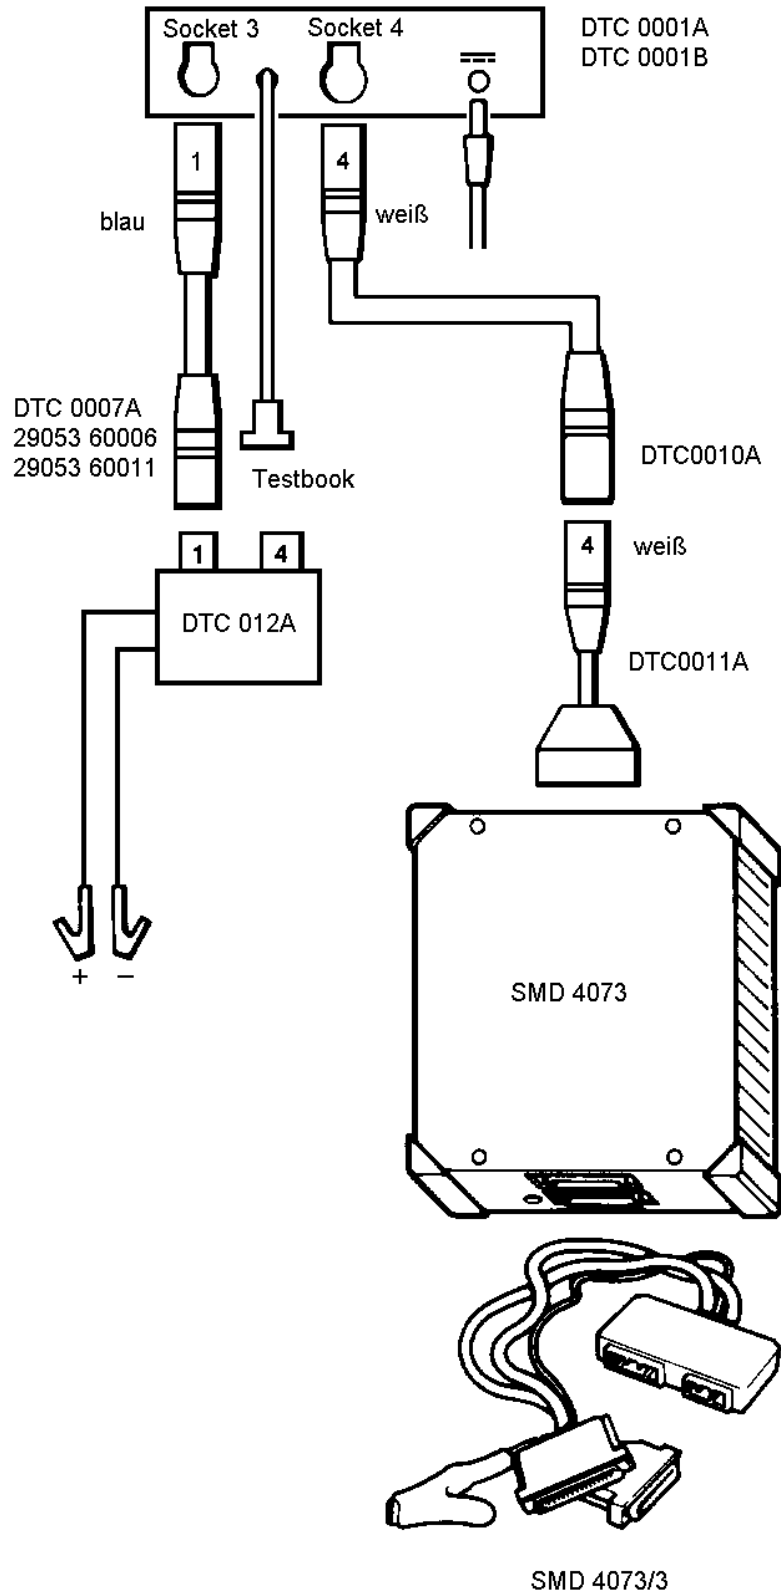 Socket 3
Socket 4
DTC 0001A
DTC 0001B
1
4
blau
weiß
DTC 0007A
29053 60006
29053 60011
Testbook
DTC0010A
1
4
4
weiß
DTC 012A
DTC0011A
+ –
SMD 4073
SMD 4073/3